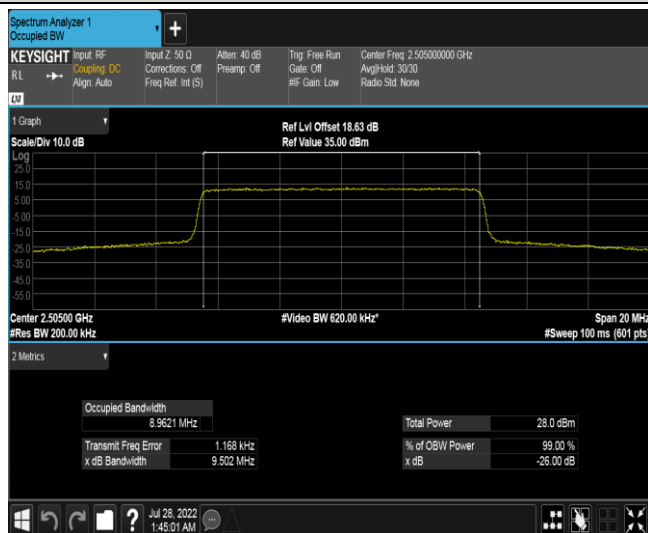 Spectrum Analyzer 1
Occupied BW
+
KEYSIGHT Input: RF Input Z: 50 Ω Atten: 40 dB Trig: Free Run Center Freq: 2.505000000 GHz
RL Coupling: DC Corrections: Off Preamp: Off Gate: Off Avg|Hold: 30/30
Align: Auto Freq Ref: Int (S) #IF Gain: Low Radio Std: None
LXI
1 Graph
Ref Lvl Offset 18.63 dB
Scale/Div 10.0 dB Ref Value 35.00 dBm
Log
25.0
15.0
5.00
-5.00
-15.0
-25.0
-35.0
-45.0
-55.0
Center 2.50500 GHz #Video BW 620.00 kHz* Span 20 MHz
#Res BW 200.00 kHz #Sweep 100 ms (601 pts)
2 Metrics
Occupied Bandwidth
8.9621 MHz Total Power 28.0 dBm
Transmit Freq Error 1.168 kHz % of OBW Power 99.00 %
x dB Bandwidth 9.502 MHz x dB -26.00 dB
? Jul 28, 2022
1:45:01 AM